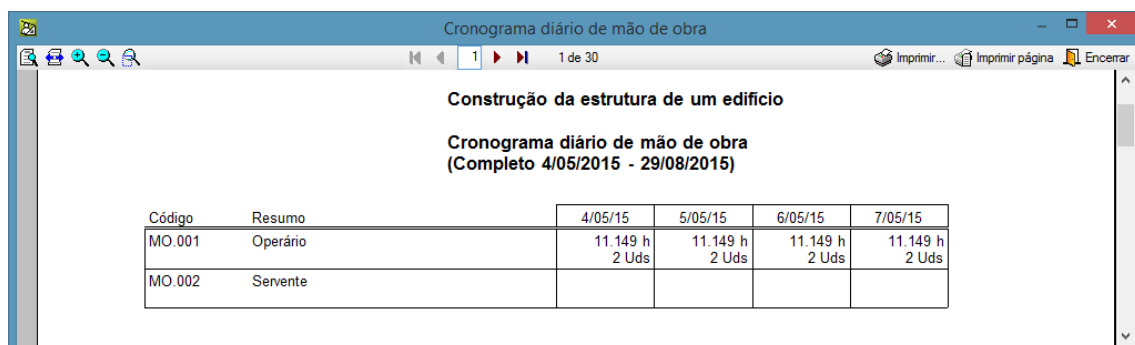 Cronograma diário de mão de obra
1 1 de 30 Imprimir... Imprimir página Encerrar
Construção da estrutura de um edifício
Cronograma diário de mão de obra
(Completo 4/05/2015 - 29/08/2015)
Código Resumo 4/05/15 5/05/15 6/05/15 7/05/15
MO.001 Operário 11.149 h 11.149 h 11.149 h 11.149 h
2 Uds 2 Uds 2 Uds 2 Uds
MO.002 Servente